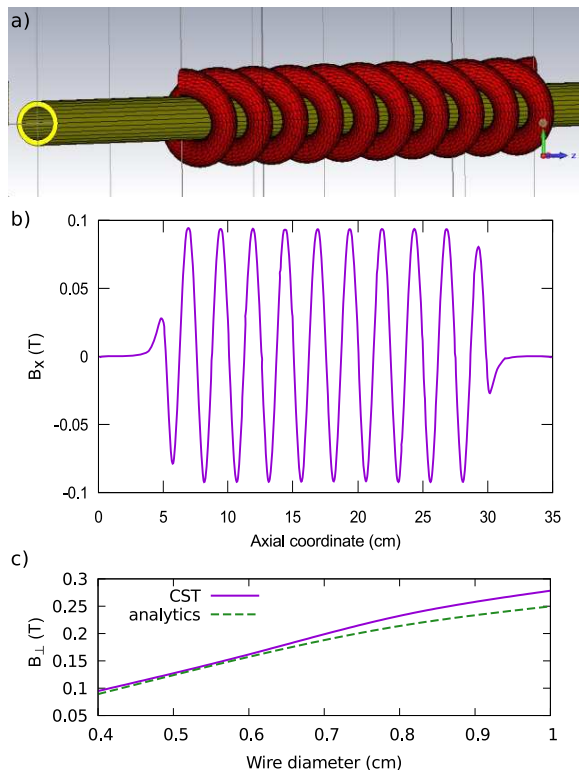 a)
z
b)
0.1
0.05
0
-0.05
-0.1
Bx (T)
0 5 10 15 20 25 30 35
Axial coordinate (cm)
c)
0.3
0.25
0.2
0.15
0.1
0.05
B⊥ (T)
CST
analytics
0.4 0.5 0.6 0.7 0.8 0.9 1
Wire diameter (cm)